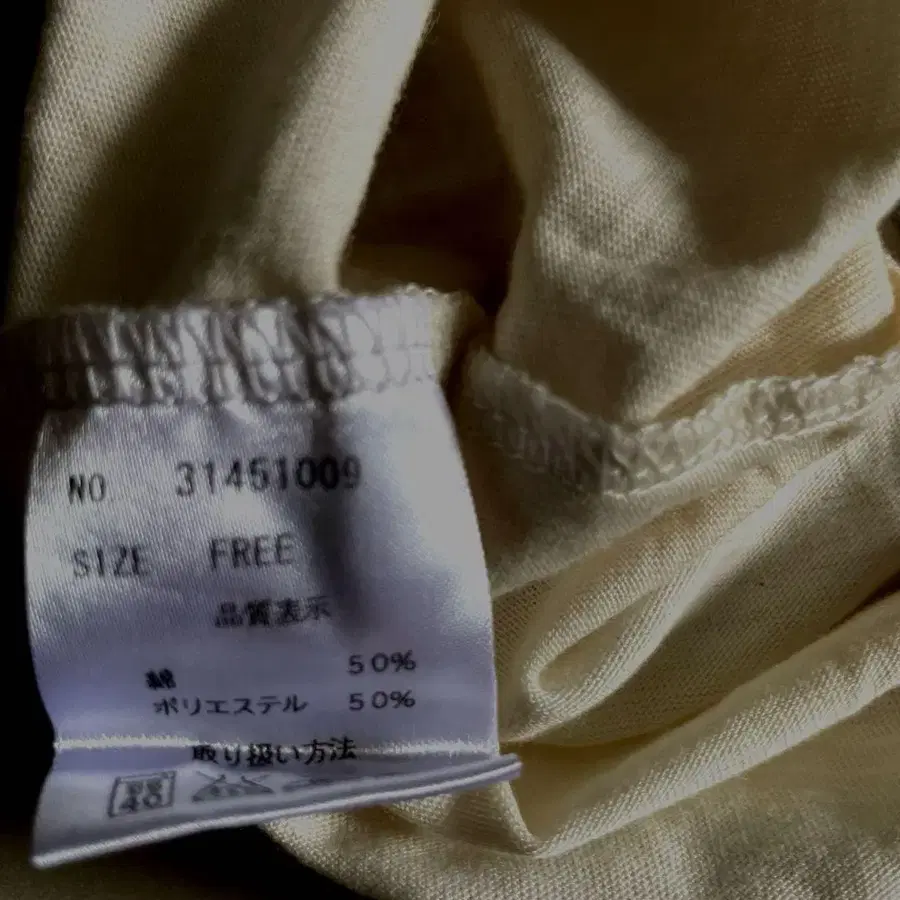 NO 31451009
SIZE FREE
品質表示
綿 50%
ポリエステル 50%
取り扱い方法
40